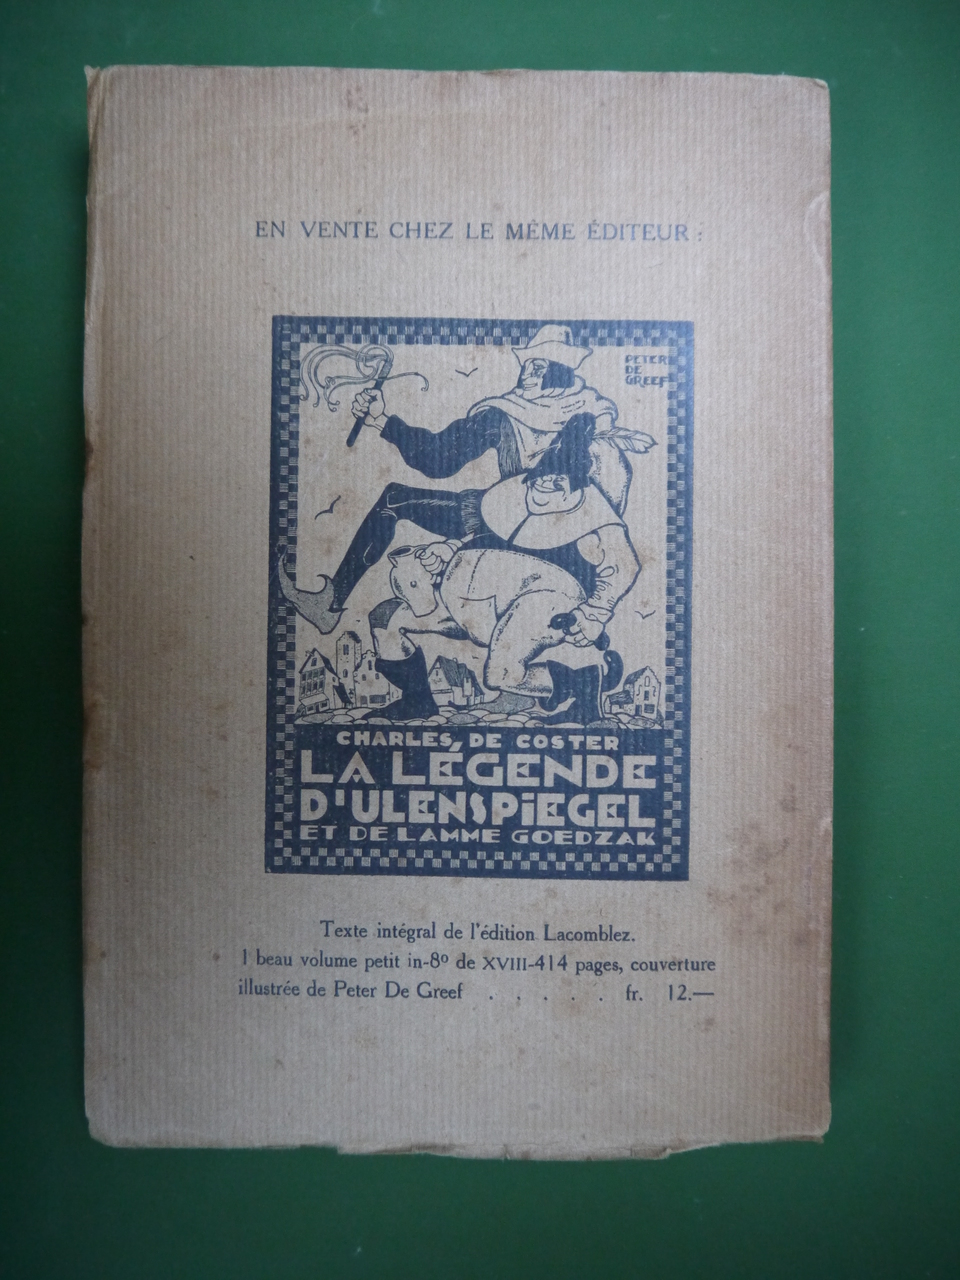 EN VENTE CHEZ LE MÊME ÉDITEUR :
PETER
DE
GREEF
CHARLES, DE COSTER
LA LÉGENDE
D'ULENSPiEGEL
ET DE LAMME GOEDZAK
Texte intégral de l'édition Lacomblez.
1 beau volume petit in-8º de XVIII-414 pages, couverture
illustrée de Peter De Greef . . . . . fr. 12.—